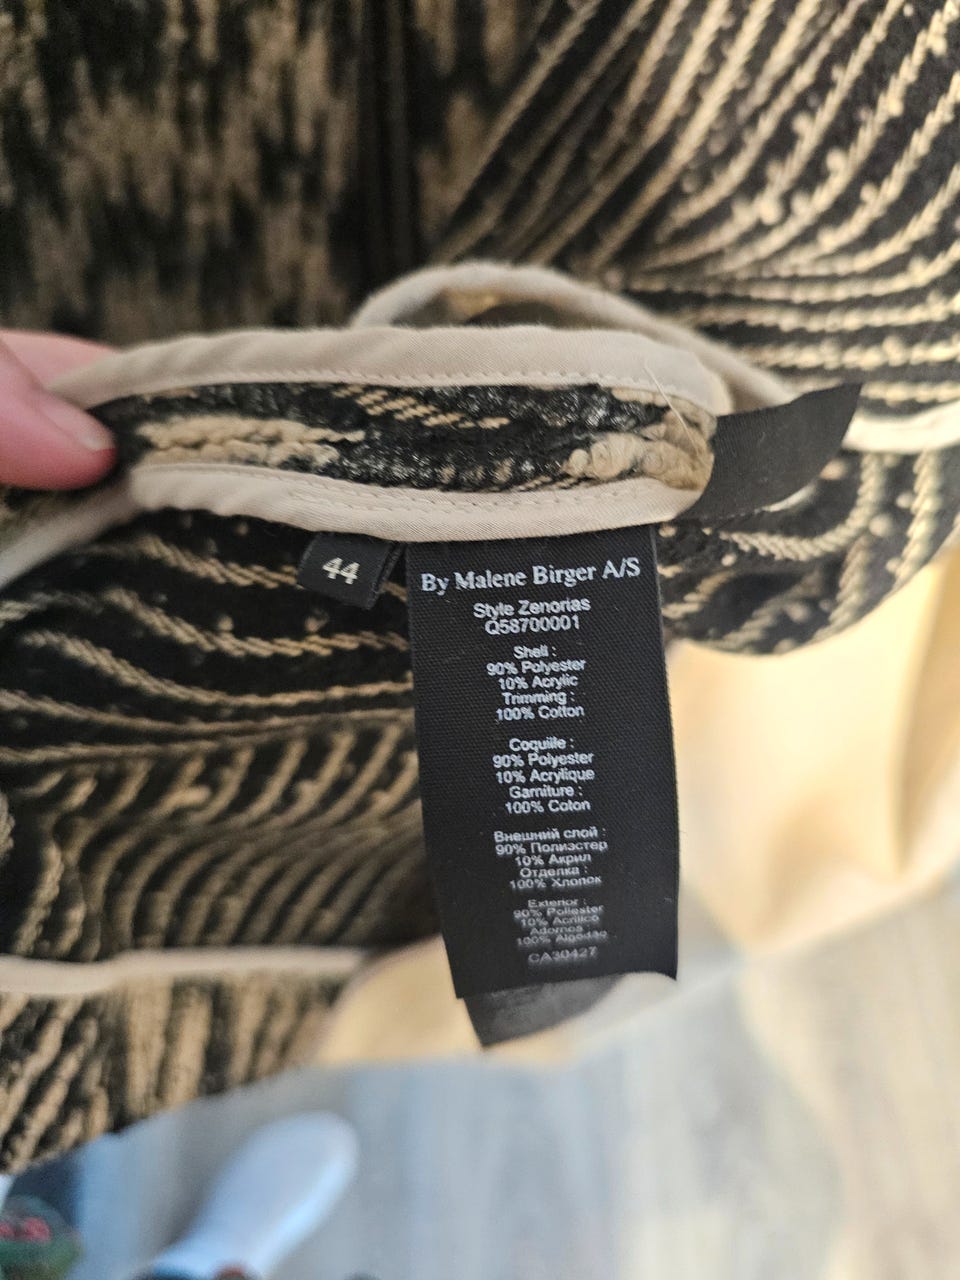 44
By Malene Birger A/S
Style Zenorias
Q58700001
Shell :
90% Polyester
10% Acrylic
Trimming :
100% Cotton
Coquille :
90% Polyester
10% Acrylique
Garniture :
100% Coton
Внешний слой :
90% Полиэстер
10% Акрил
Отделка :
100% Хлопок
Exterior :
90% Poliester
10% Acrílico
Adornos
100% Algodao
CA30427